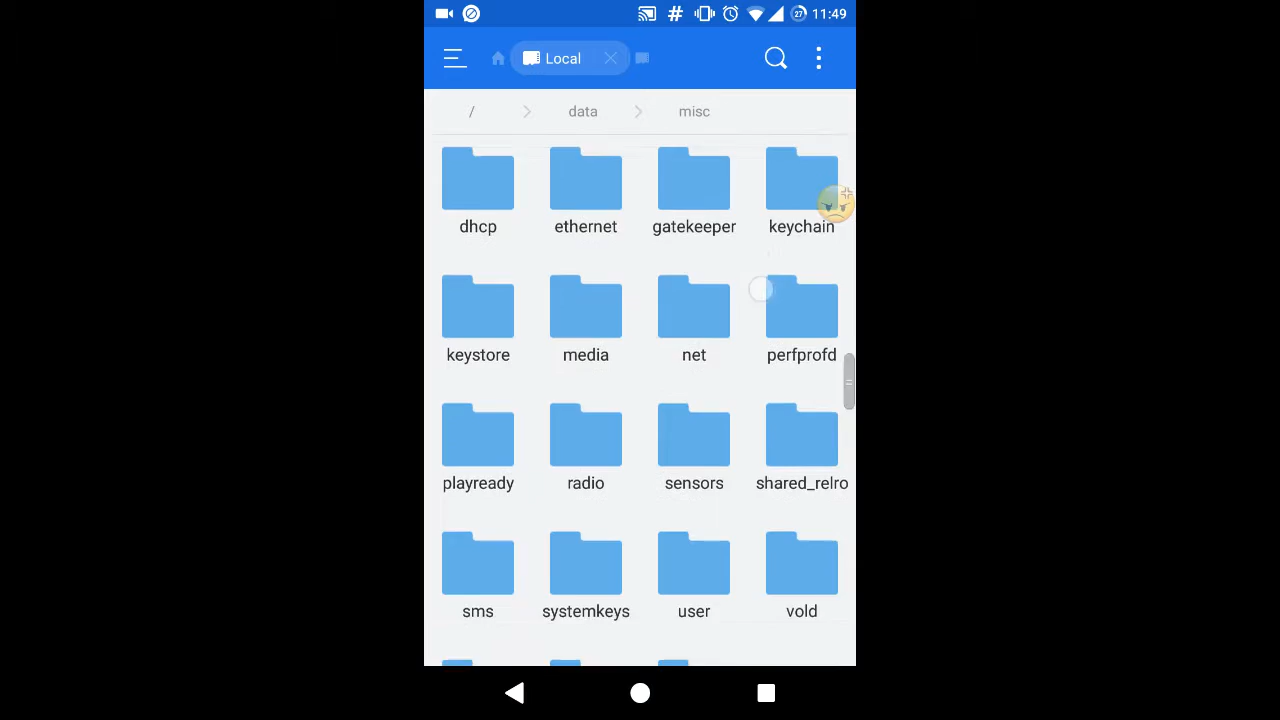 # 27 11:49
Local
/ data misc
dhcp ethernet gatekeeper keychain
keystore media net perfprofd
playready radio sensors shared_relro
sms systemkeys user vold